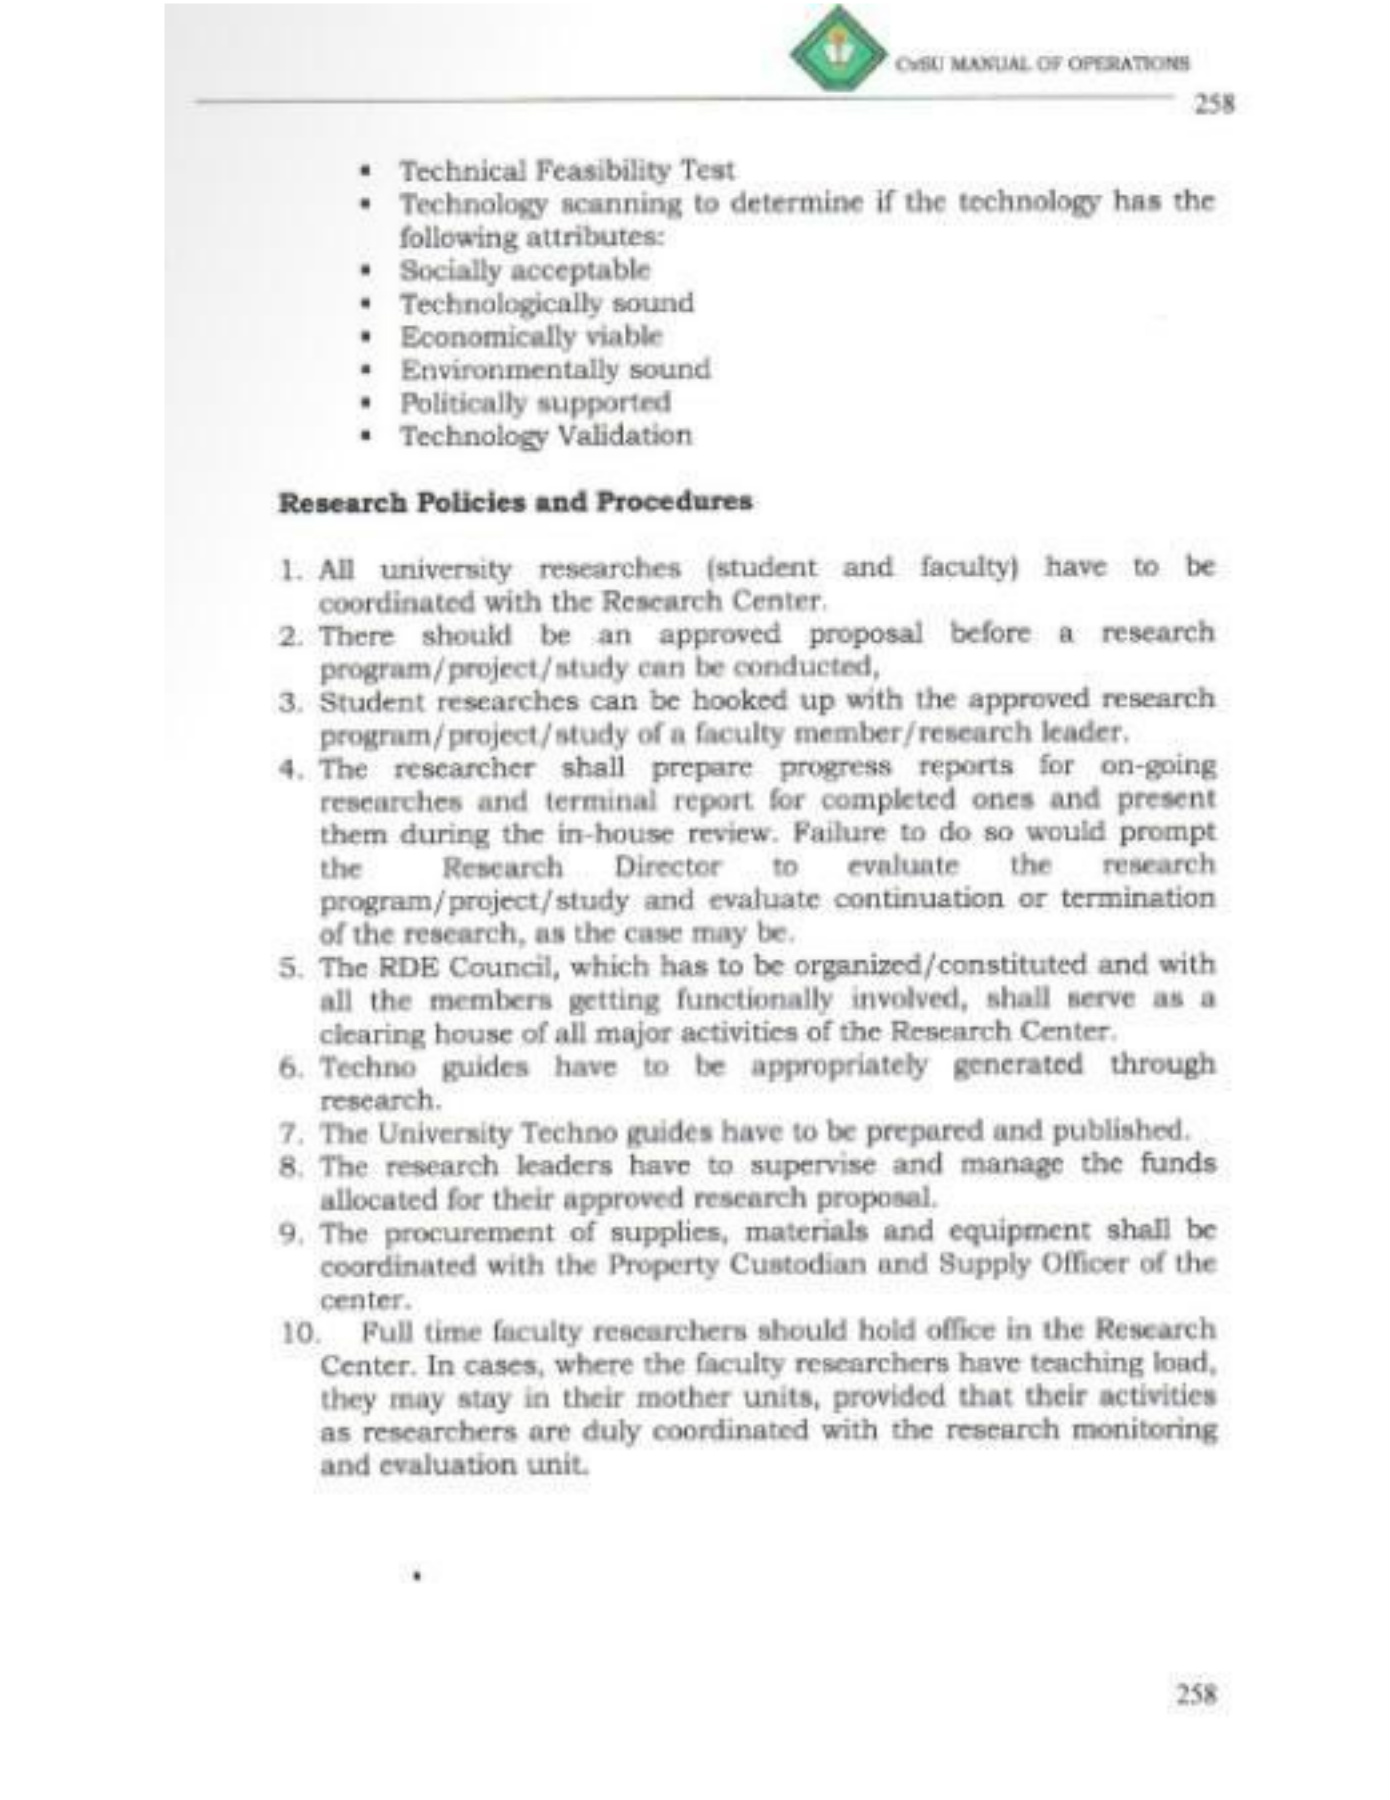 CvSU MANUAL OF OPERATIONS
258
▪ Technical Feasibility Test
▪ Technology scanning to determine if the technology has the
following attributes:
▪ Socially acceptable
▪ Technologically sound
▪ Economically viable
▪ Environmentally sound
▪ Politically supported
▪ Technology Validation
Research Policies and Procedures
1. All university researches (student and faculty) have to be
coordinated with the Research Center.
2. There should be an approved proposal before a research
program/project/study can be conducted,
3. Student researches can be hooked up with the approved research
program/project/study of a faculty member/research leader.
4. The researcher shall prepare progress reports for on-going
researches and terminal report for completed ones and present
them during the in-house review. Failure to do so would prompt
the Research Director to evaluate the research
program/project/study and evaluate continuation or termination
of the research, as the case may be.
5. The RDE Council, which has to be organized/constituted and with
all the members getting functionally involved, shall serve as a
clearing house of all major activities of the Research Center.
6. Techno guides have to be appropriately generated through
research.
7. The University Techno guides have to be prepared and published.
8. The research leaders have to supervise and manage the funds
allocated for their approved research proposal.
9. The procurement of supplies, materials and equipment shall be
coordinated with the Property Custodian and Supply Officer of the
center.
10. Full time faculty researchers should hold office in the Research
Center. In cases, where the faculty researchers have teaching load,
they may stay in their mother units, provided that their activities
as researchers are duly coordinated with the research monitoring
and evaluation unit.
258